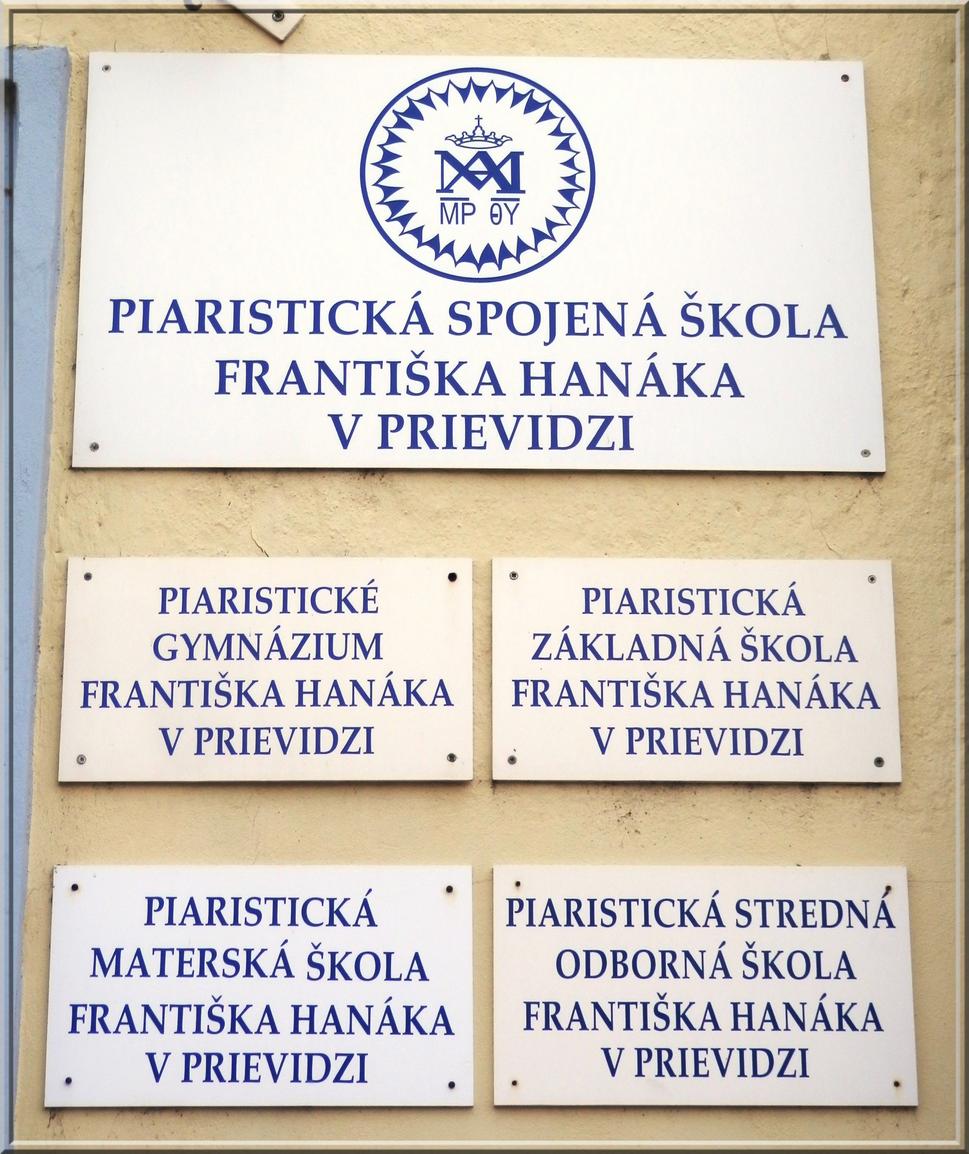 ΜΡ ΘΥ
PIARISTICKÁ SPOJENÁ ŠKOLA
FRANTIŠKA HANÁKA
V PRIEVIDZI
PIARISTICKÉ
GYMNÁZIUM
FRANTIŠKA HANÁKA
V PRIEVIDZI
PIARISTICKÁ
ZÁKLADNÁ ŠKOLA
FRANTIŠKA HANÁKA
V PRIEVIDZI
PIARISTICKÁ
MATERSKÁ ŠKOLA
FRANTIŠKA HANÁKA
V PRIEVIDZI
PIARISTICKÁ STREDNÁ
ODBORNÁ ŠKOLA
FRANTIŠKA HANÁKA
V PRIEVIDZI